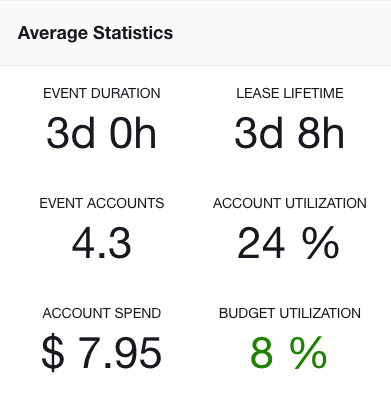 Average Statistics
EVENT DURATION
3d 0h
LEASE LIFETIME
3d 8h
EVENT ACCOUNTS
4.3
ACCOUNT UTILIZATION
24 %
ACCOUNT SPEND
$ 7.95
BUDGET UTILIZATION
8 %